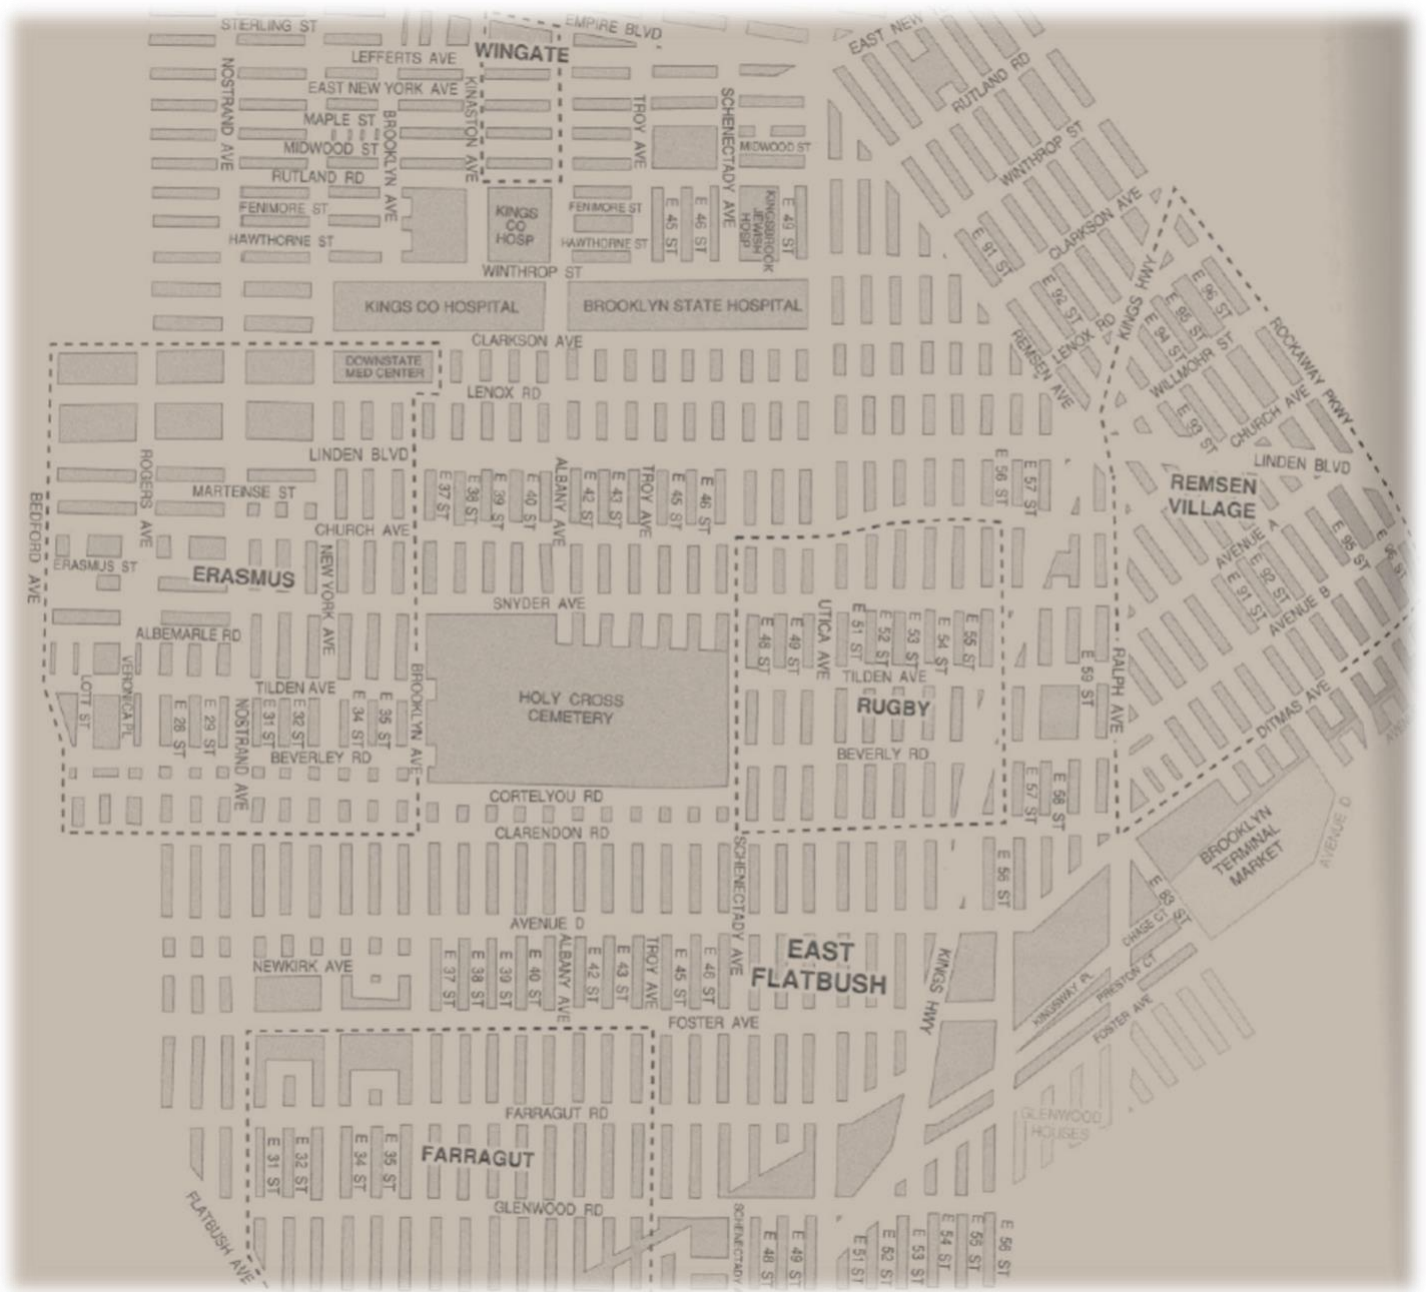 STERLING ST
EMPIRE BLVD
EAST NEW
WINGATE
LEFFERTS AVE
NOSTRAND AVE
EAST NEW YORK AVE
KINASTON AVE
RUTLAND RD
MAPLE ST
BROOKLYN AVE
TROY AVE
SCHENECTADY AVE
MIDWOOD ST
MIDWOOD ST
WINTHROP ST
RUTLAND RD
FENIMORE ST
KINGS
CO
HOSP
FENIMORE ST
E 45 ST
E 46 ST
KINGSBROOK
JEWISH
HOSP
E 49 ST
CLARKSON AVE
HAWTHORNE ST
HAWTHORNE ST
E 91 ST
WINTHROP ST
KINGS HWY
E 92 ST
E 96 ST
E 95 ST
E 94 ST
KINGS CO HOSPITAL
BROOKLYN STATE HOSPITAL
CLARKSON AVE
LENOX RD
REMSEN AVE
WILLMOHR ST
ROCKAWAY PKWY
DOWNSTATE
MED CENTER
LENOX RD
E 93 ST
CHURCH AVE
LINDEN BLVD
LINDEN BLVD
ROGERS AVE
MARTENSE ST
E 37 ST
E 38 ST
E 39 ST
E 40 ST
ALBANY AVE
E 42 ST
E 43 ST
TROY AVE
E 45 ST
E 46 ST
E 56 ST
E 57 ST
REMSEN
VILLAGE
BEDFORD AVE
CHURCH AVE
AVENUE A
E 95 ST
E 96 ST
ERASMUS ST
ERASMUS
NEW YORK AVE
E 92 ST
E 91 ST
AVENUE B
SNYDER AVE
ALBEMARLE RD
E 48 ST
E 49 ST
UTICA AVE
E 51 ST
E 52 ST
E 53 ST
E 54 ST
E 55 ST
E 59 ST
RALPH AVE
VERONICA PL
LOTT ST
TILDEN AVE
BROOKLYN AVE
TILDEN AVE
HOLY CROSS
CEMETERY
RUGBY
DITMAS AVE
E 28 ST
E 29 ST
NOSTRAND AVE
E 31 ST
E 32 ST
E 34 ST
E 35 ST
BEVERLEY RD
BEVERLY RD
CORTELYOU RD
E 57 ST
E 58 ST
CLARENDON RD
BROOKLYN
TERMINAL
MARKET
AVENUE D
SCHENECTADY AVE
E 56 ST
E 83 ST
AVENUE D
CHASE CT
NEWKIRK AVE
E 37 ST
E 38 ST
E 39 ST
E 40 ST
ALBANY AVE
E 42 ST
E 43 ST
TROY AVE
E 45 ST
E 46 ST
EAST
FLATBUSH
KINGS HWY
KINGSWAY PL
PRESTON CT
FOSTER AVE
FOSTER AVE
FARRAGUT RD
GLENWOOD
HOUSES
E 31 ST
E 32 ST
E 34 ST
E 35 ST
FARRAGUT
FLATBUSH AVE
GLENWOOD RD
SCHENECTADY
E 48 ST
E 49 ST
E 51 ST
E 52 ST
E 53 ST
E 54 ST
E 55 ST
E 56 ST